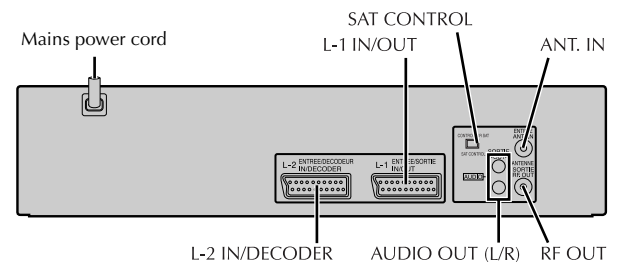 SAT CONTROL
Mains power cord
L-1 IN/OUT
ANT. IN
L-2 ENTREE/DECODEUR
IN/DECODER
L-1 ENTREE/SORTIE
IN/OUT
SAT CONTROL
SORTIE
AUDIO
ENTREE
ANT. IN
ANTENNE
SORTIE
RF. OUT
L-2 IN/DECODER
AUDIO OUT (L/R)
RF OUT